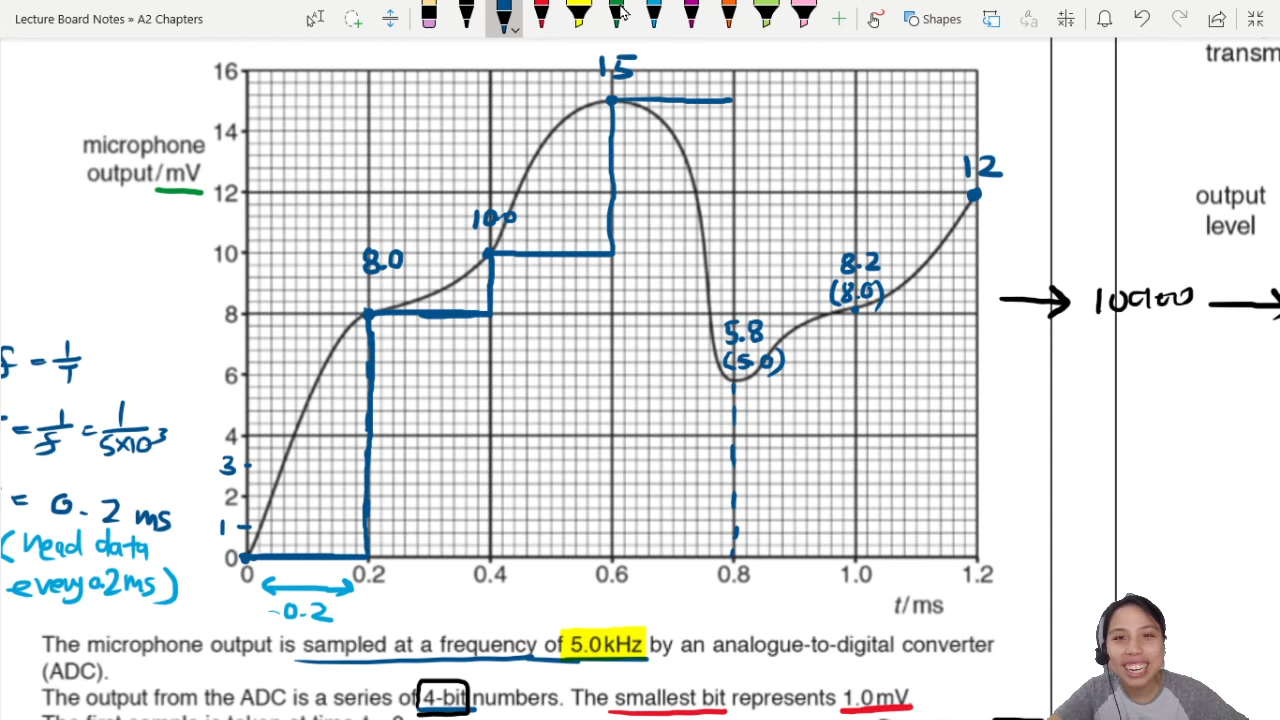 Lecture Board Notes » A2 Chapters
Shapes
transm
16
15
14
microphone
output/mV
12
12
output
level
10
10.0
8.0
8.2
(8.0)
8
5.8
(5.0)
6
f = 1/T
= 1/f = 1/5×10³
4
3
2
= 0.2 ms
1
(read data
every 0.2ms)
0
0 0.2 0.4 0.6 0.8 1.0 1.2
0.2
t/ms
The microphone output is sampled at a frequency of 5.0kHz by an analogue-to-digital converter
(ADC).
The output from the ADC is a series of 4-bit numbers. The smallest bit represents 1.0mV.